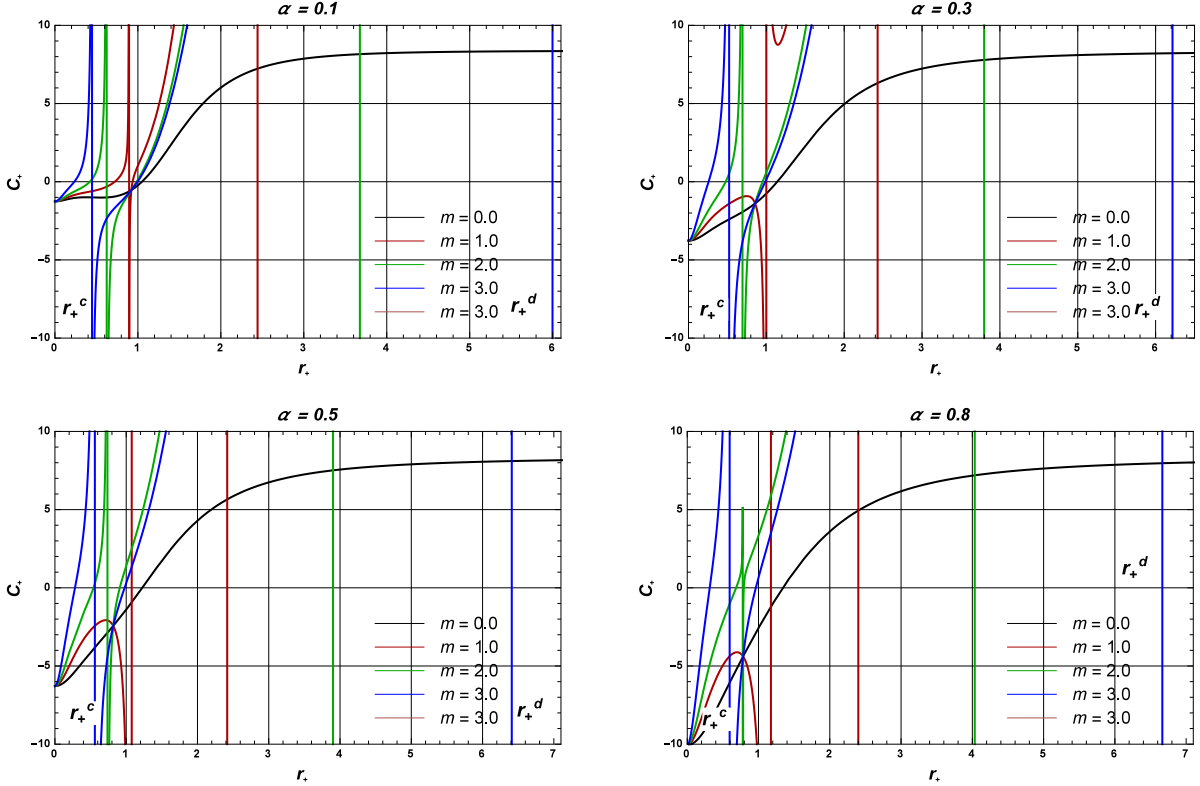 α = 0.1
10
5
0
−5
−10
C₊
0
1
2
3
4
5
6
r₊
r₊ᶜ
r₊ᵈ
m = 0.0
m = 1.0
m = 2.0
m = 3.0
m = 3.0
α = 0.3
10
5
0
−5
−10
C₊
0
1
2
3
4
5
6
r₊
r₊ᶜ
r₊ᵈ
m = 0.0
m = 1.0
m = 2.0
m = 3.0
m = 3.0
α = 0.5
10
5
0
−5
−10
C₊
0
1
2
3
4
5
6
7
r₊
r₊ᶜ
r₊ᵈ
m = 0.0
m = 1.0
m = 2.0
m = 3.0
m = 3.0
α = 0.8
10
5
0
−5
−10
C₊
0
1
2
3
4
5
6
7
r₊
r₊ᶜ
r₊ᵈ
m = 0.0
m = 1.0
m = 2.0
m = 3.0
m = 3.0